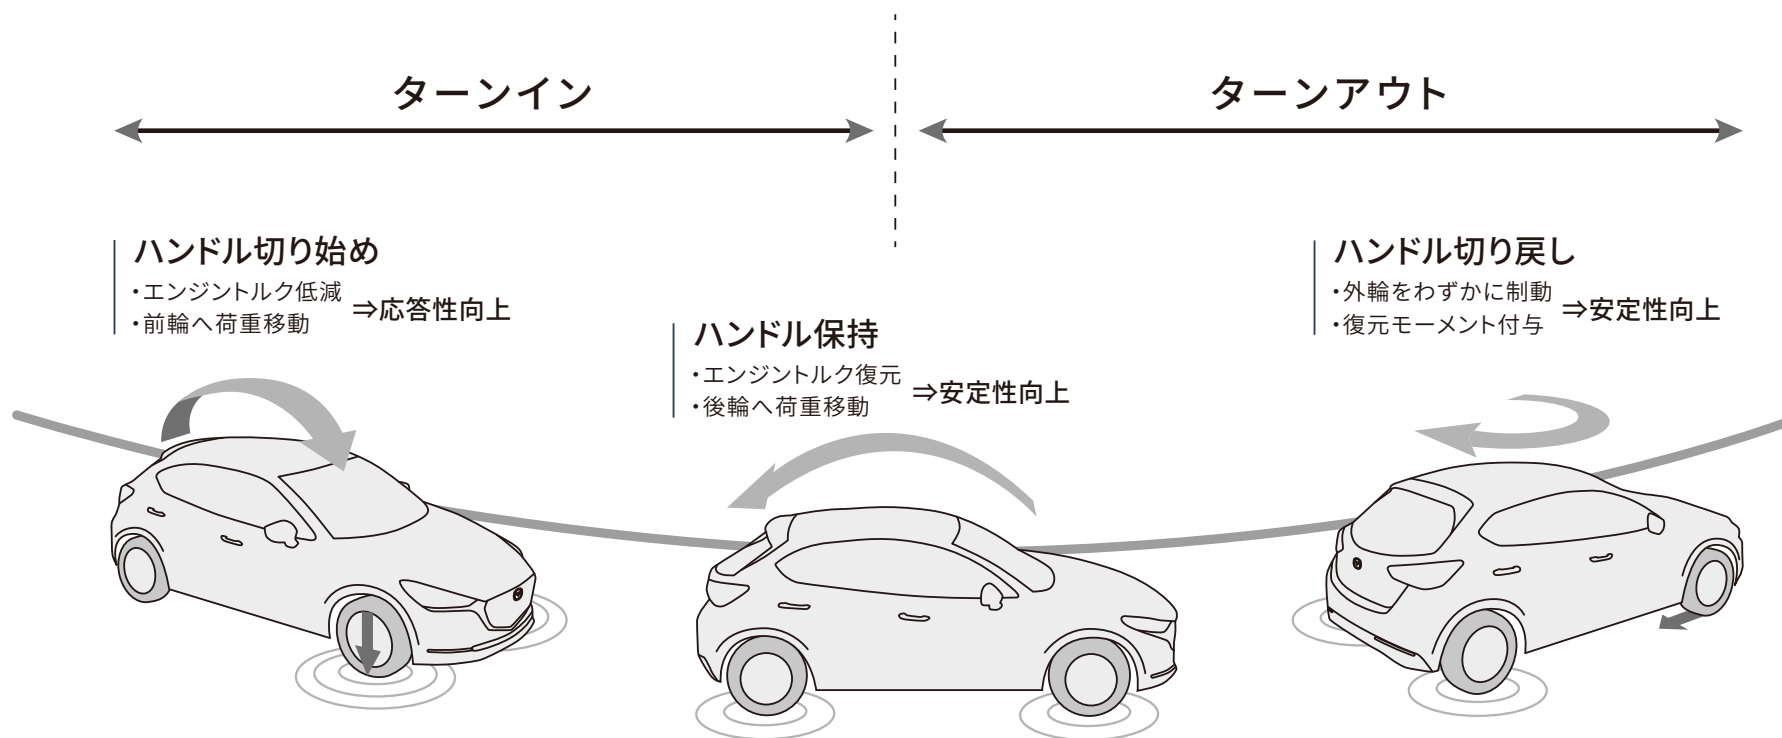 ターンイン
ターンアウト
ハンドル切り始め
・エンジントルク低減
・前輪へ荷重移動
⇒応答性向上
ハンドル保持
・エンジントルク復元
・後輪へ荷重移動
⇒安定性向上
ハンドル切り戻し
・外輪をわずかに制動
・復元モーメント付与
⇒安定性向上